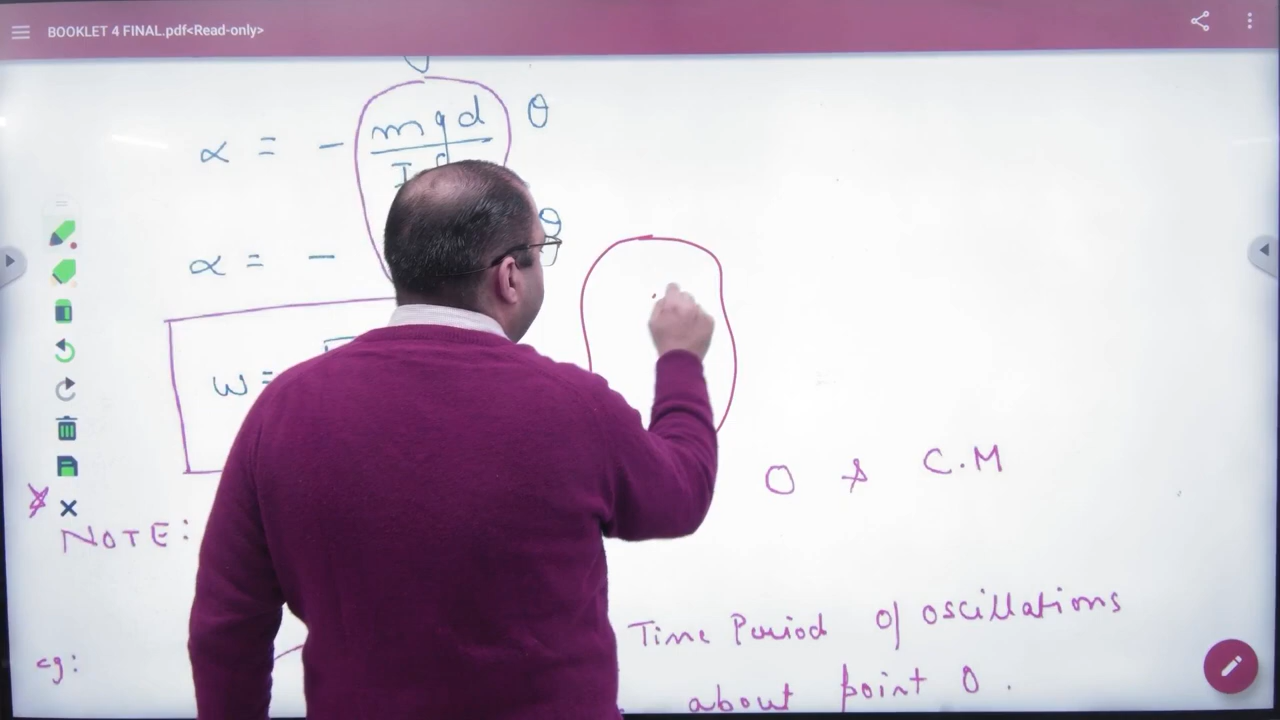 BOOKLET 4 FINAL.pdf<Read-only>
α = - mgd θ
I
α = - θ
ω =
O & C.M
NOTE:
Time Period of oscillations
eg:
about point O.